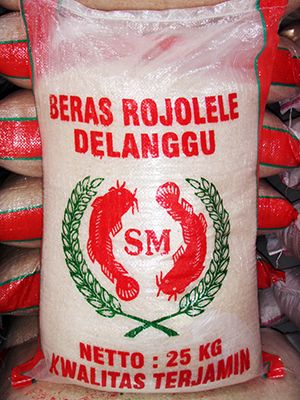 BERAS ROJOLELE
DELANGGU
SM
NETTO : 25 KG
KWALITAS TERJAMIN